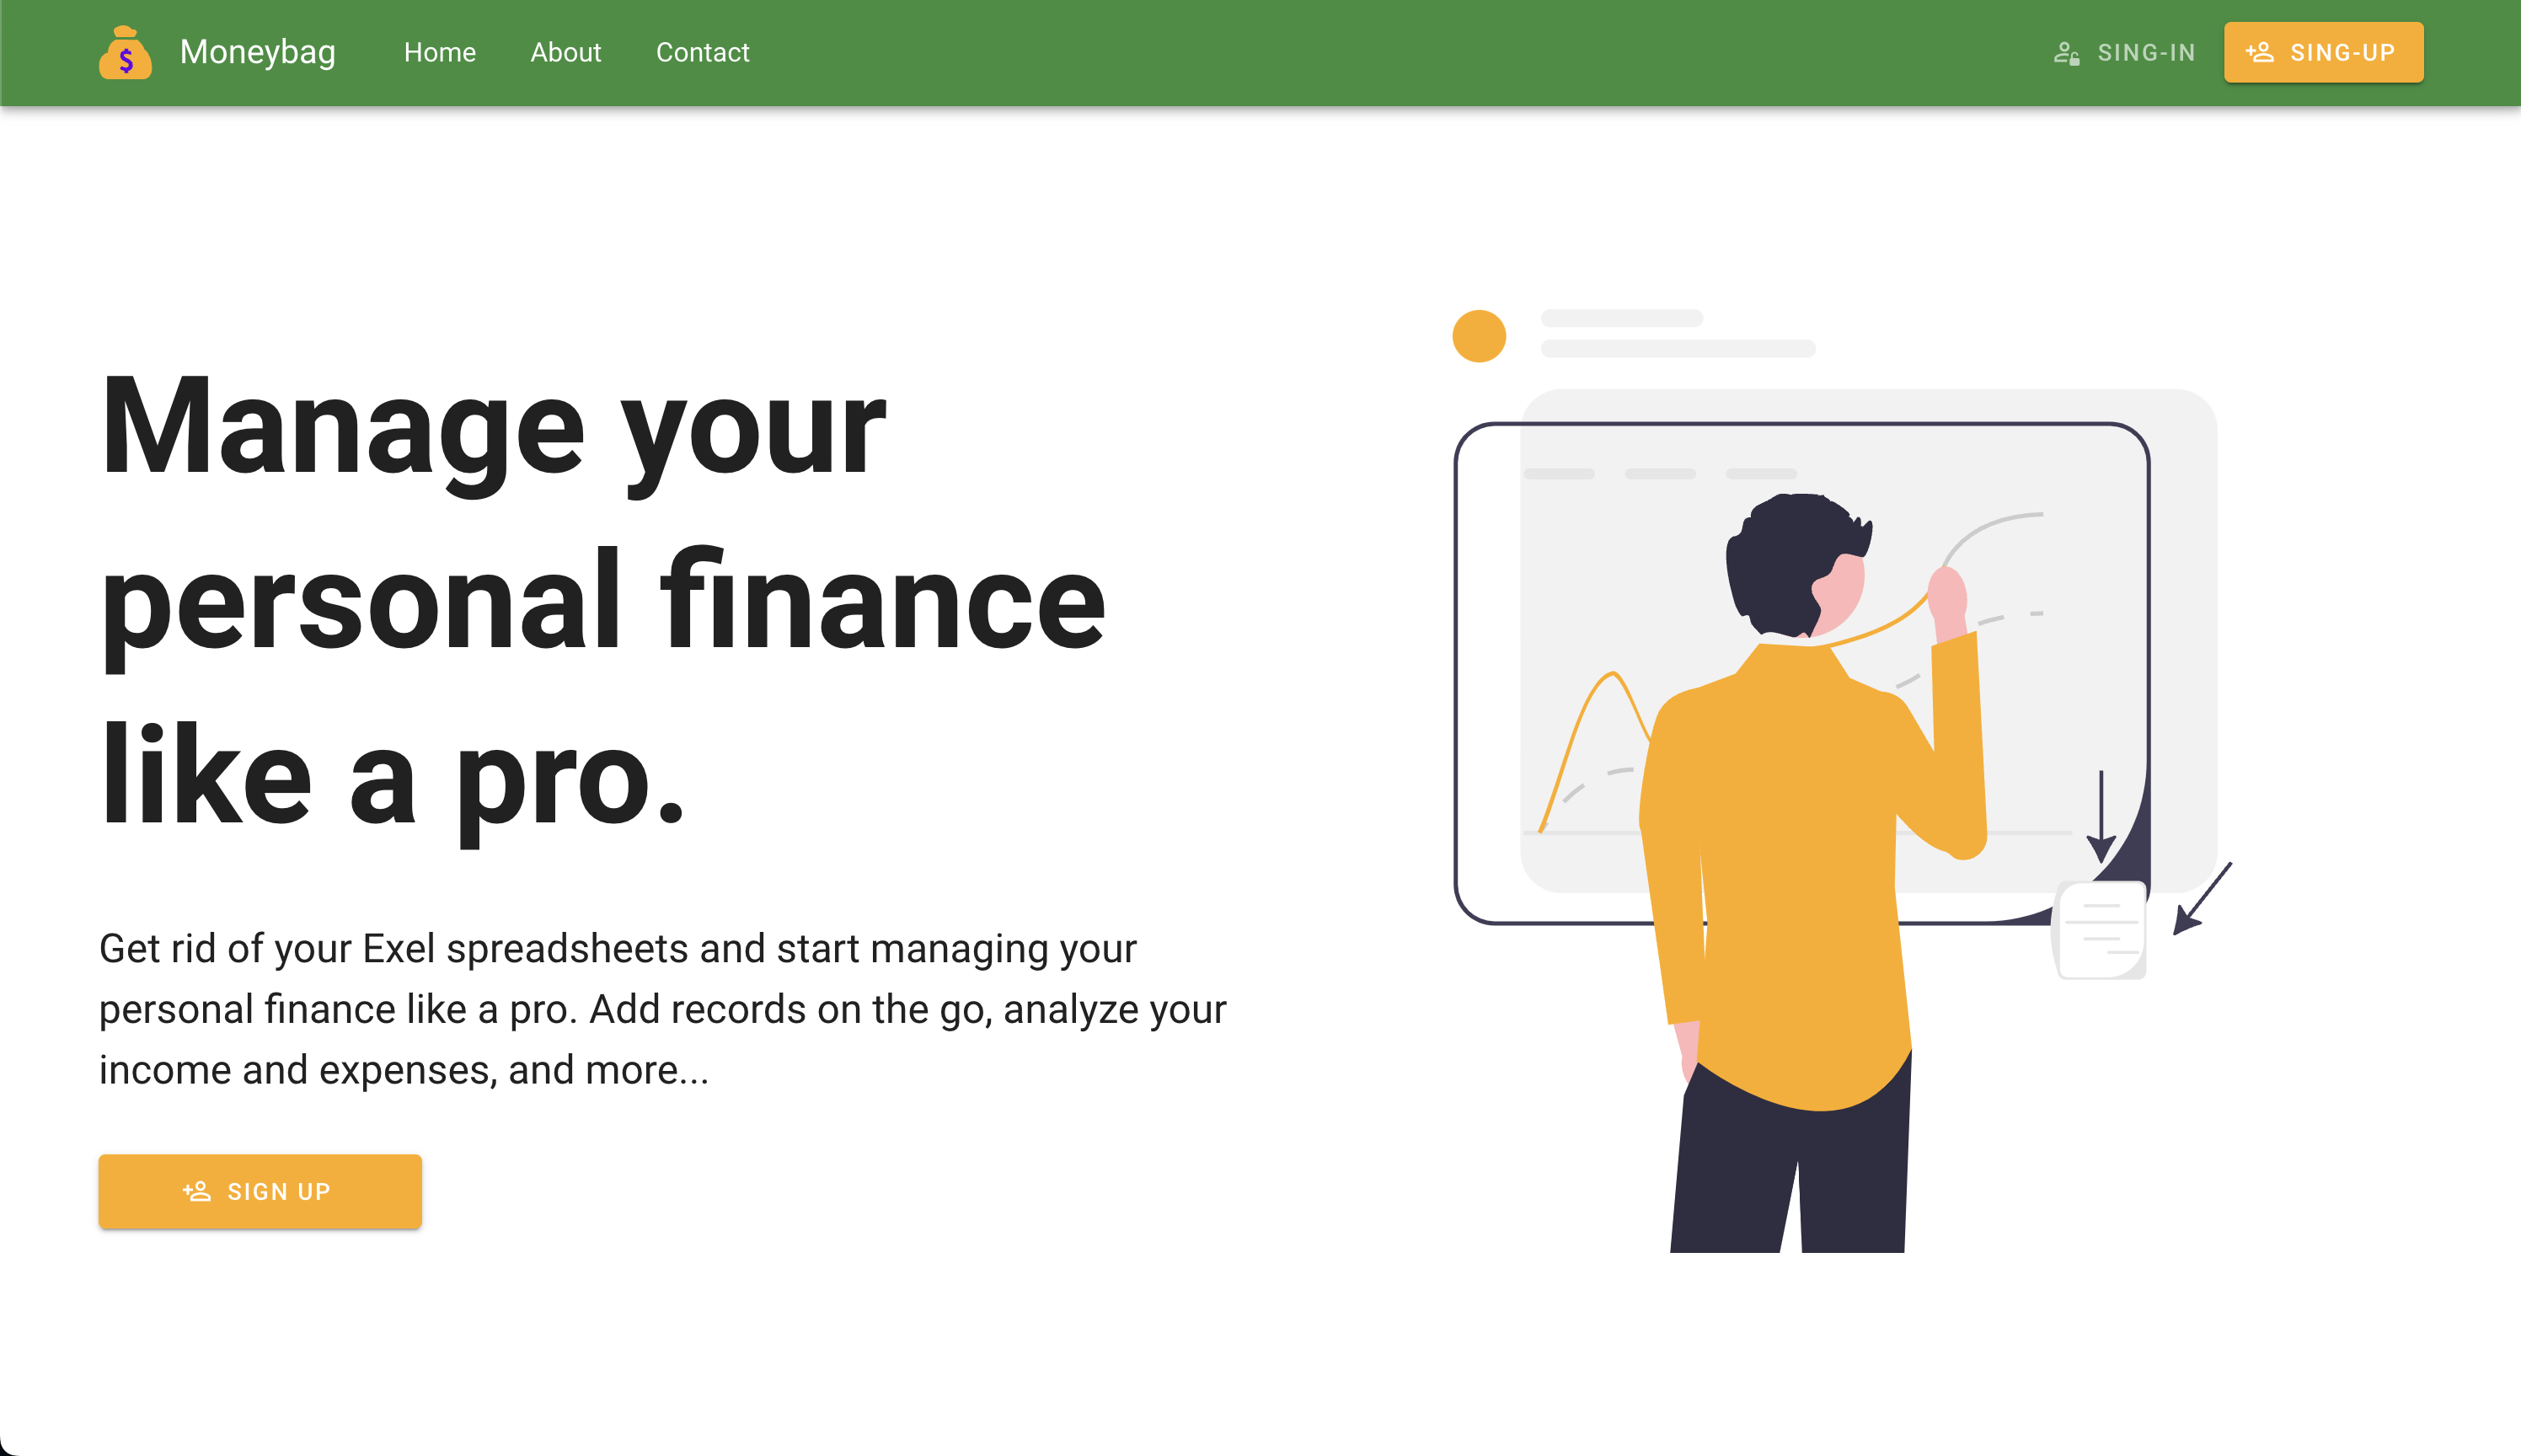 $
Moneybag
Home
About
Contact
SING-IN
SING-UP
Manage your
personal finance
like a pro.
Get rid of your Exel spreadsheets and start managing your
personal finance like a pro. Add records on the go, analyze your
income and expenses, and more...
SIGN UP